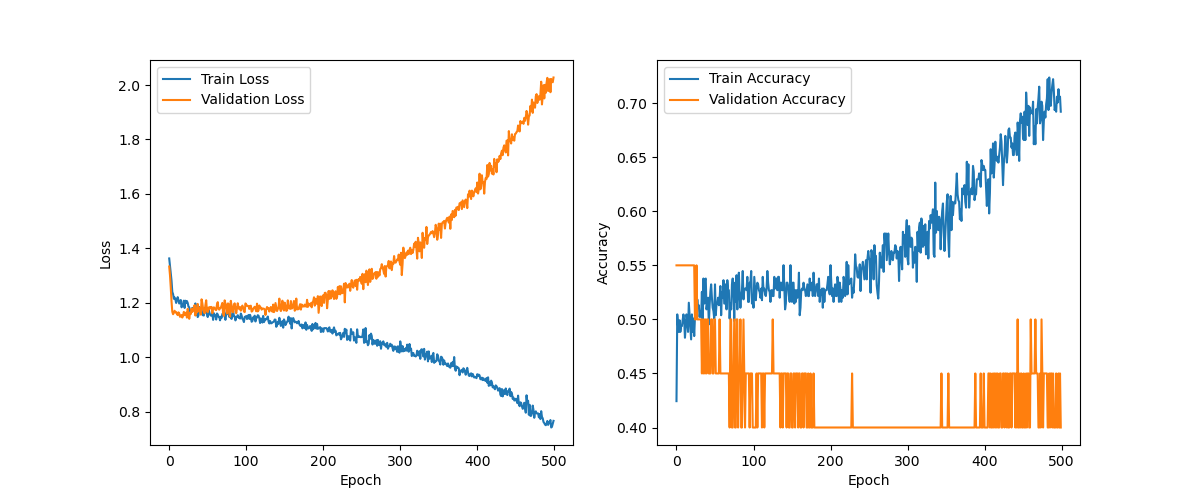 Train Loss
Validation Loss
2.0
1.8
1.6
1.4
1.2
1.0
0.8
0 100 200 300 400 500
Epoch
Loss
Train Accuracy
Validation Accuracy
0.70
0.65
0.60
0.55
0.50
0.45
0.40
0 100 200 300 400 500
Epoch
Accuracy